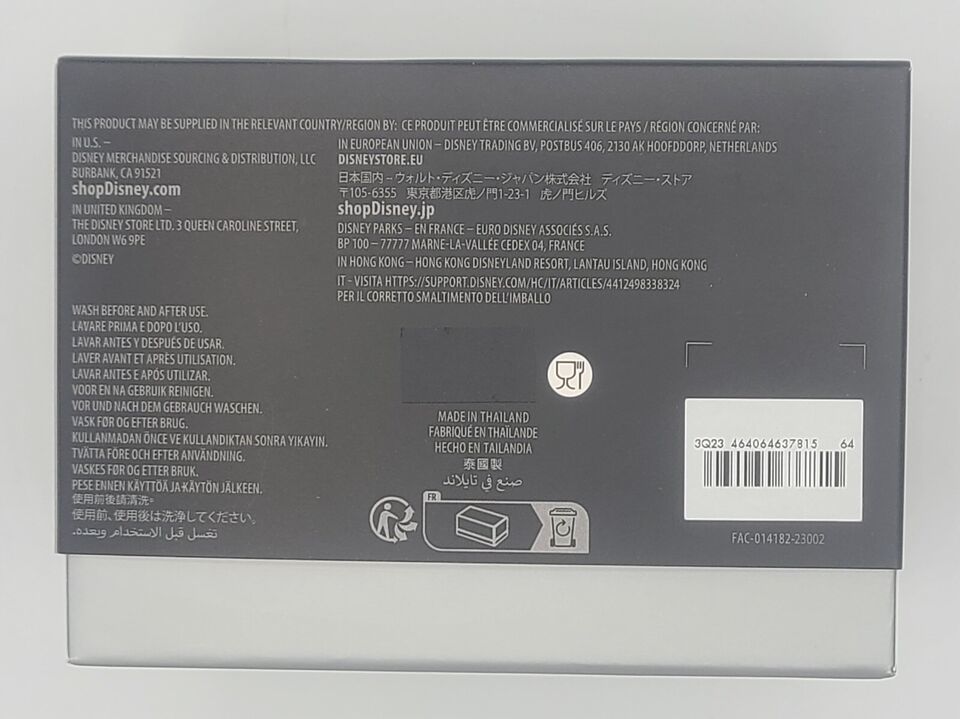 THIS PRODUCT MAY BE SUPPLIED IN THE RELEVANT COUNTRY/REGION BY: CE PRODUIT PEUT ÊTRE COMMERCIALISÉ SUR LE PAYS / RÉGION CONCERNÉ PAR:
IN U.S. –
DISNEY MERCHANDISE SOURCING & DISTRIBUTION, LLC
BURBANK, CA 91521
shopDisney.com
IN UNITED KINGDOM –
THE DISNEY STORE LTD. 3 QUEEN CAROLINE STREET,
LONDON W6 9PE
©DISNEY
IN EUROPEAN UNION – DISNEY TRADING BV, POSTBUS 406, 2130 AK HOOFDDORP, NETHERLANDS
DISNEYSTORE.EU
日本国内 – ウォルト・ディズニー・ジャパン株式会社 ディズニー・ストア
〒105-6355 東京都港区虎ノ門1-23-1 虎ノ門ヒルズ
shopDisney.jp
DISNEY PARKS – EN FRANCE – EURO DISNEY ASSOCIÉS S.A.S.
BP 100 – 77777 MARNE-LA-VALLÉE CEDEX 04, FRANCE
IN HONG KONG – HONG KONG DISNEYLAND RESORT, LANTAU ISLAND, HONG KONG
IT - VISITA HTTPS://SUPPORT.DISNEY.COM/HC/IT/ARTICLES/4412498338324
PER IL CORRETTO SMALTIMENTO DELL'IMBALLO
WASH BEFORE AND AFTER USE.
LAVARE PRIMA E DOPO L'USO.
LAVAR ANTES Y DESPUÉS DE USAR.
LAVER AVANT ET APRÈS UTILISATION.
LAVAR ANTES E APÓS UTILIZAR.
VOOR EN NA GEBRUIK REINIGEN.
VOR UND NACH DEM GEBRAUCH WASCHEN.
VASK FØR OG EFTER BRUG.
KULLANMADAN ÖNCE VE KULLANDIKTAN SONRA YIKAYIN.
TVÄTTA FÖRE OCH EFTER ANVÄNDNING.
VASKES FØR OG ETTER BRUK.
PESE ENNEN KÄYTTÖÄ JA KÄYTÖN JÄLKEEN.
使用前後請清洗。
使用前、使用後は洗浄してください。
تغسل قبل الاستخدام وبعده.
MADE IN THAILAND
FABRIQUÉ EN THAÏLANDE
HECHO EN TAILANDIA
泰國製
صنع في تايلاند
FR
3Q23 464064637815 64
FAC-014182-23002